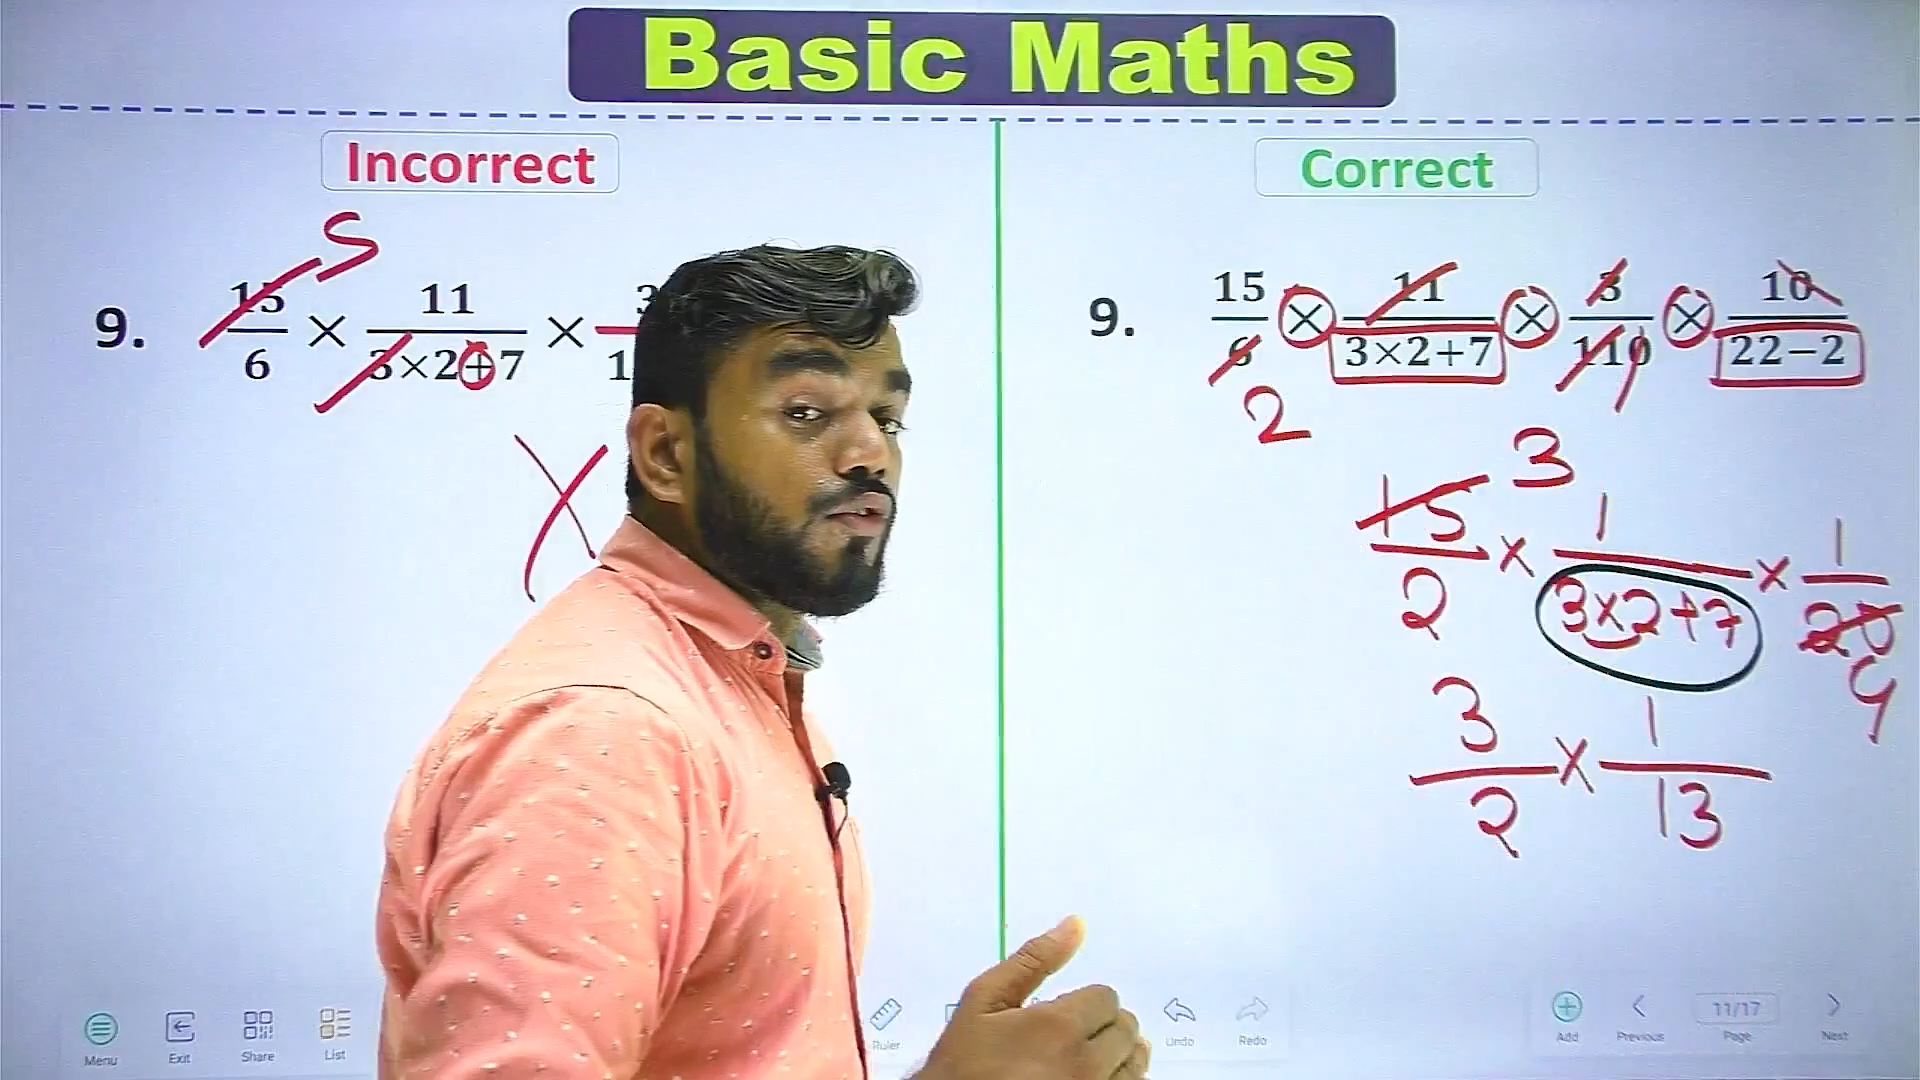 Basic Maths
Incorrect
Correct
5
9. 15/6 × 11/(3×2+7) × 3/1
9. 15/6 × 11/(3×2+7) × 3/110 × 10/(22−2)
2
3
15/2 × 1/(3×2+7) × 1/20
4
3/2 × 1/13
Menu
Exit
Share
List
Ruler
Undo
Redo
Add
Previous
11/17
Page
Next